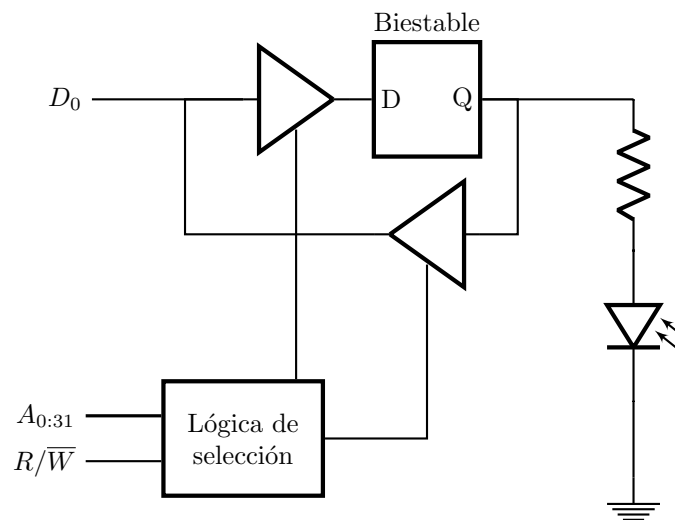 Biestable
D₀
D
Q
A₀:₃₁
R/W̅
Lógica de
selección